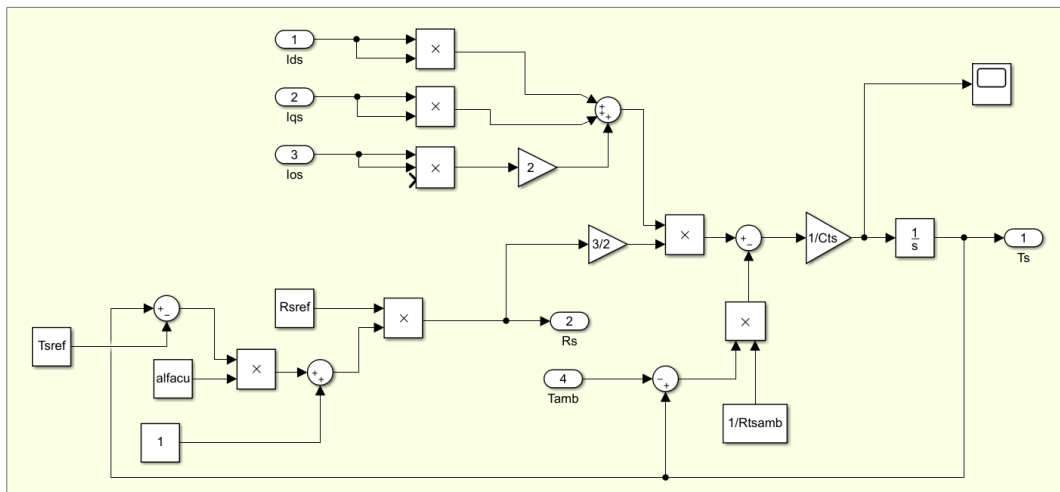 1
Ids
×
2
Iqs
×
3
Ios
×
2
+
+
+
3/2
×
+
−
1/Cts
1
s
1
Ts
Tsref
+
−
alfacu
×
1
+
+
Rsref
×
2
Rs
4
Tamb
−
+
×
1/Rtsamb